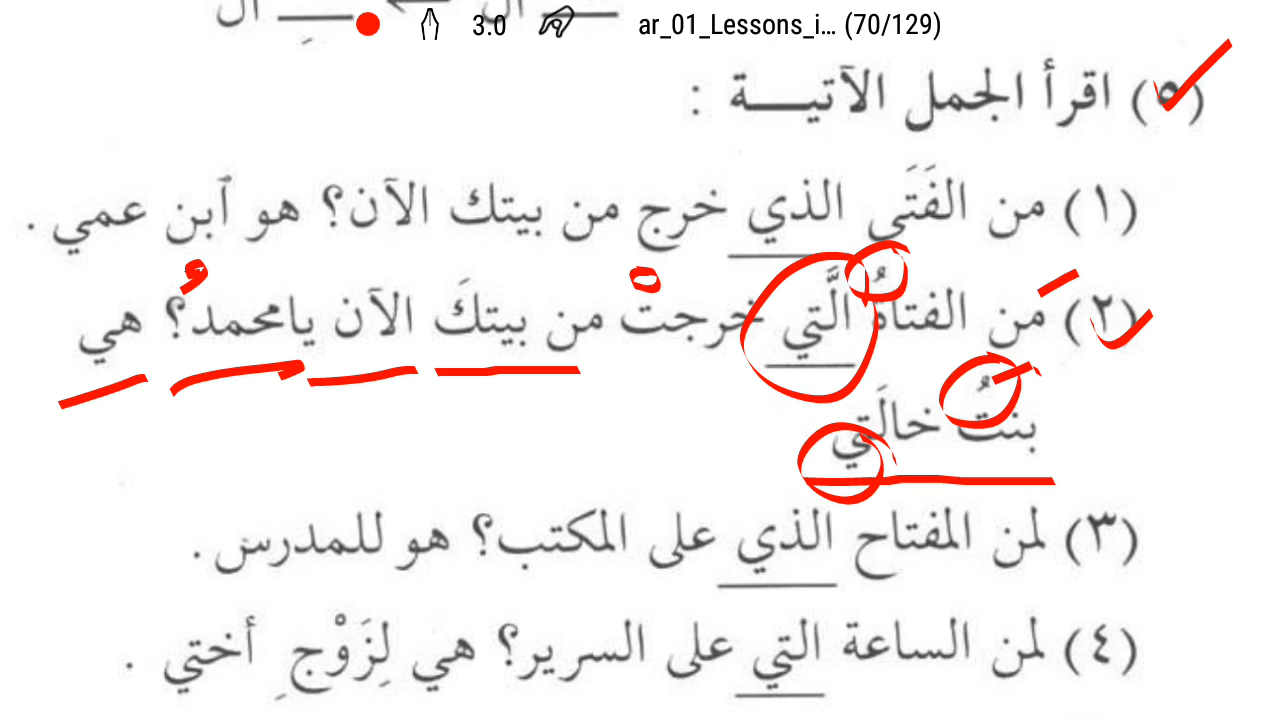 3.0 ar_01_Lessons_i... (70/129)
(٥) اقرأ الجمل الآتيـــة :
(١) من الفَتَى الذي خرج من بيتك الآن؟ هو ٱبن عمي .
(٢) مَن الفتاةُ الَّتي خرجتْ من بيتكَ الآن يامحمدُ؟ هي
بنتُ خالَتي
(٣) لمن المفتاح الذي على المكتب؟ هو للمدرس .
(٤) لمن الساعة التي على السرير؟ هي لِزَوْجِ أختي .